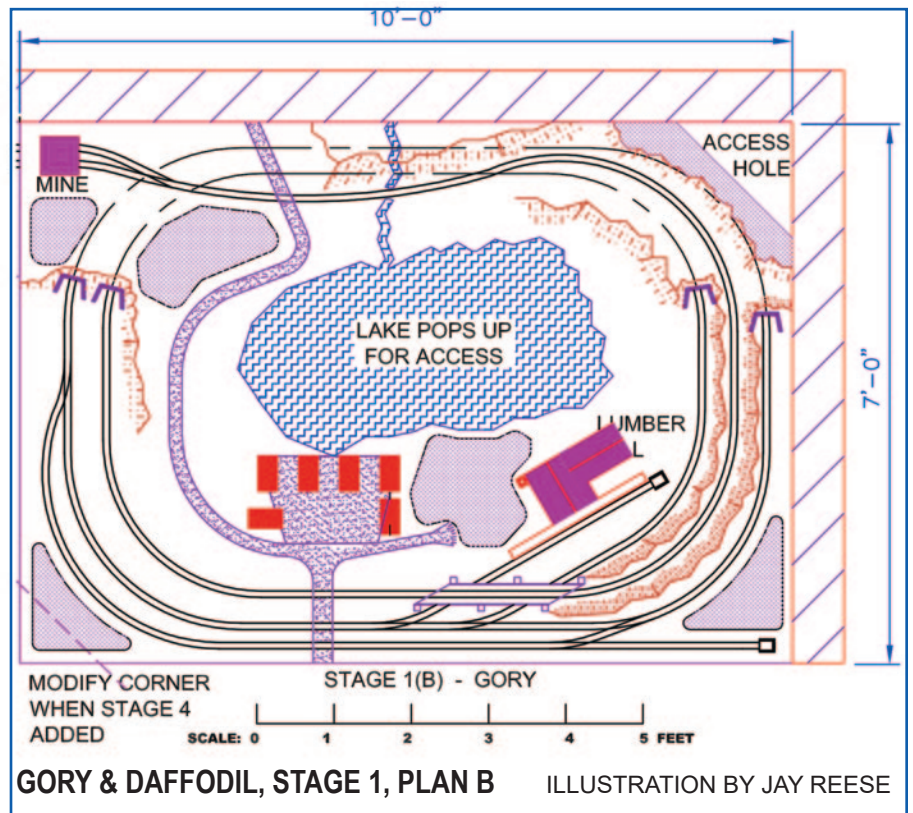 10'-0"
ACCESS
HOLE
MINE
LAKE POPS UP
FOR ACCESS
7'-0"
LUMBER
L
MODIFY CORNER
WHEN STAGE 4
ADDED
STAGE 1(B) - GORY
SCALE: 0 1 2 3 4 5 FEET
GORY & DAFFODIL, STAGE 1, PLAN B ILLUSTRATION BY JAY REESE